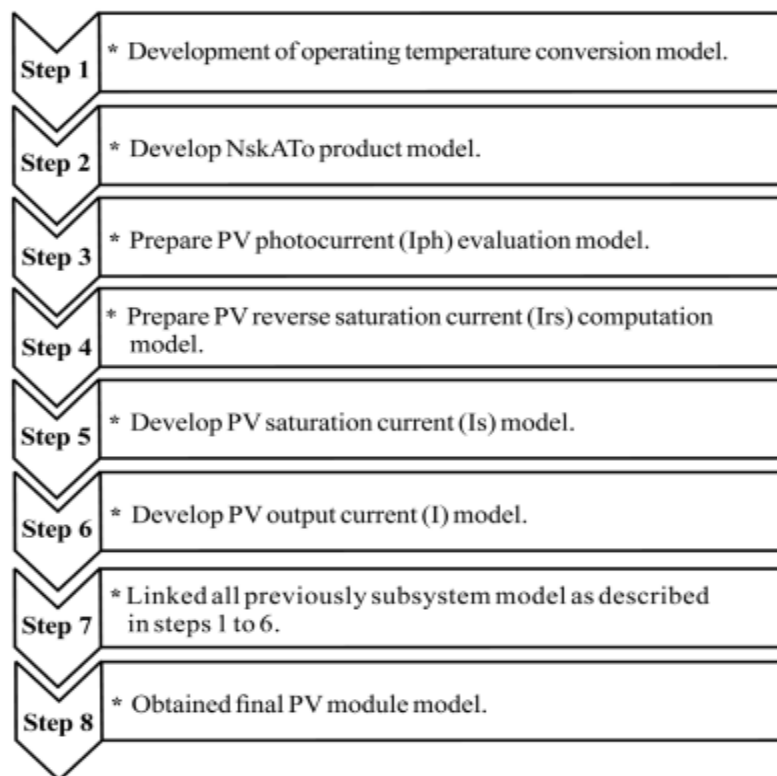 Step 1
* Development of operating temperature conversion model.
Step 2
* Develop NskATo product model.
Step 3
* Prepare PV photocurrent (Iph) evaluation model.
Step 4
* Prepare PV reverse saturation current (Irs) computation
model.
Step 5
* Develop PV saturation current (Is) model.
Step 6
* Develop PV output current (I) model.
Step 7
* Linked all previously subsystem model as described
in steps 1 to 6.
Step 8
* Obtained final PV module model.